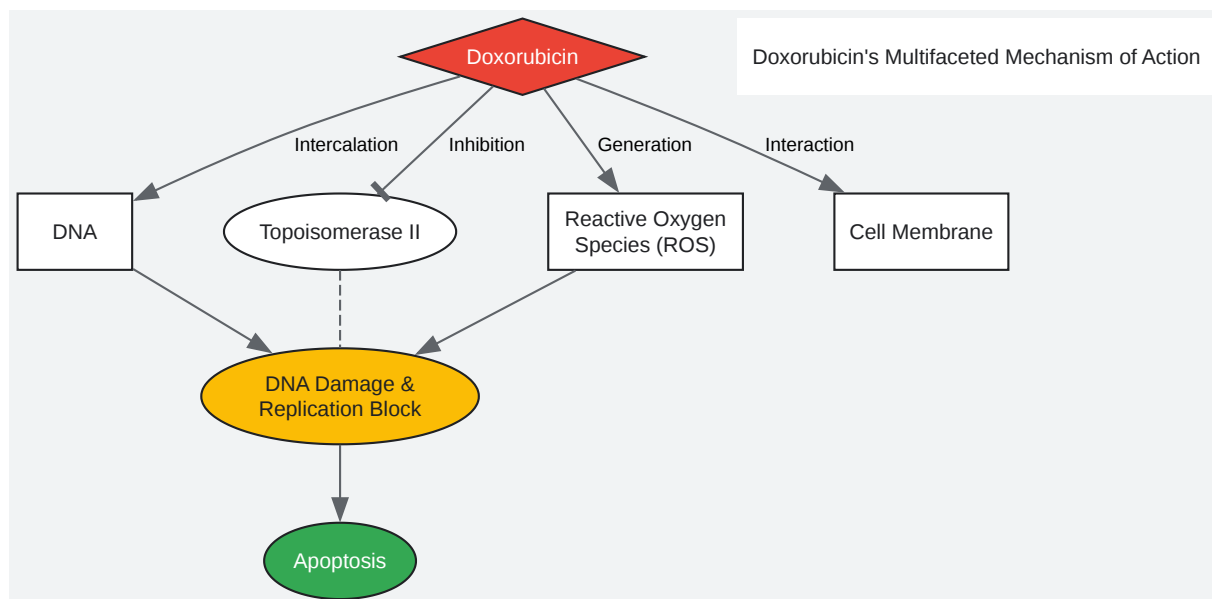 Doxorubicin
Doxorubicin's Multifaceted Mechanism of Action
Intercalation
Inhibition
Generation
Interaction
DNA
Topoisomerase II
Reactive Oxygen
Species (ROS)
Cell Membrane
DNA Damage &
Replication Block
Apoptosis